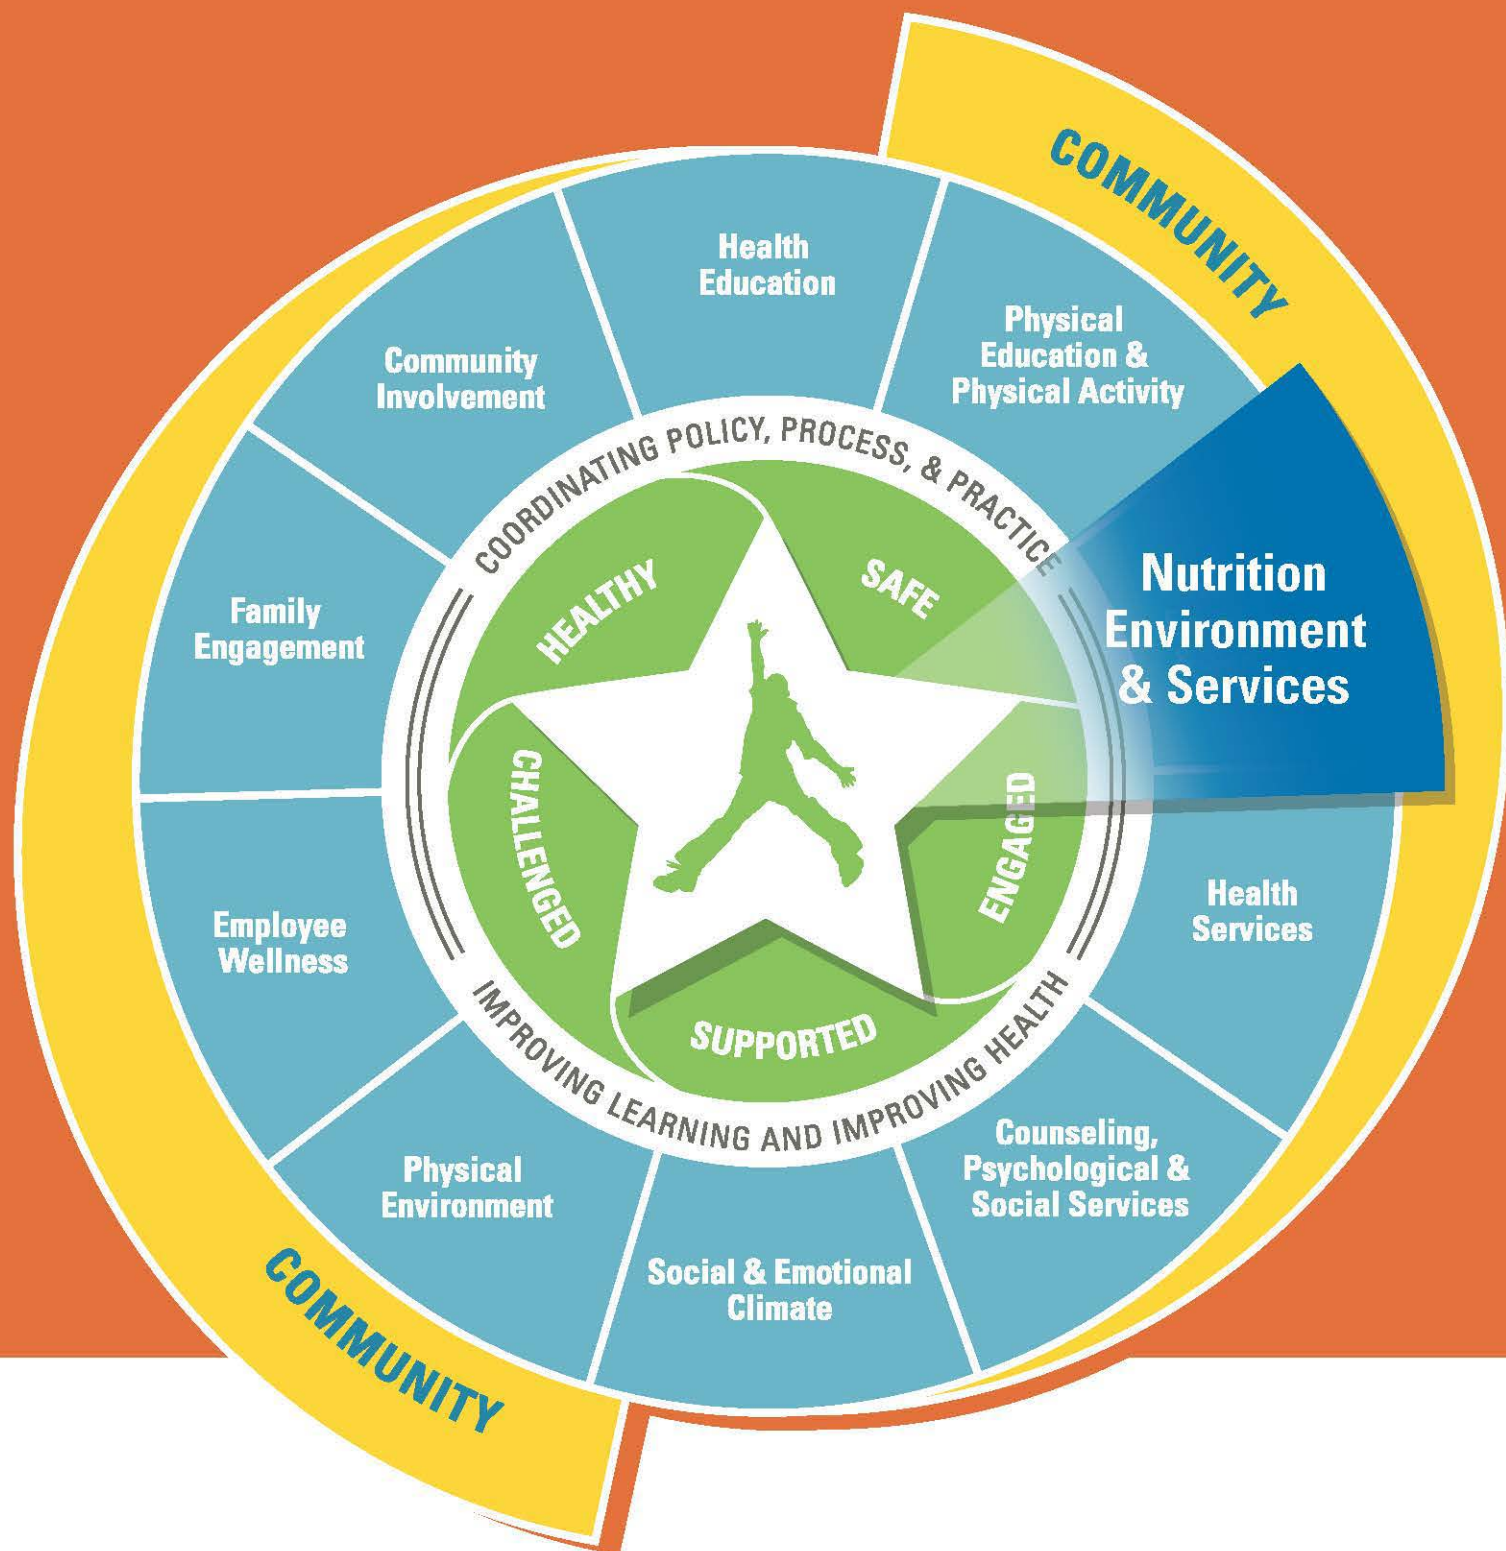 COMMUNITY
Health
Education
Physical
Education &
Physical Activity
Nutrition
Environment
& Services
Health
Services
Counseling,
Psychological &
Social Services
Social & Emotional
Climate
Physical
Environment
Employee
Wellness
Family
Engagement
Community
Involvement
COORDINATING POLICY, PROCESS, & PRACTICE
IMPROVING LEARNING AND IMPROVING HEALTH
HEALTHY
SAFE
ENGAGED
SUPPORTED
CHALLENGED
COMMUNITY